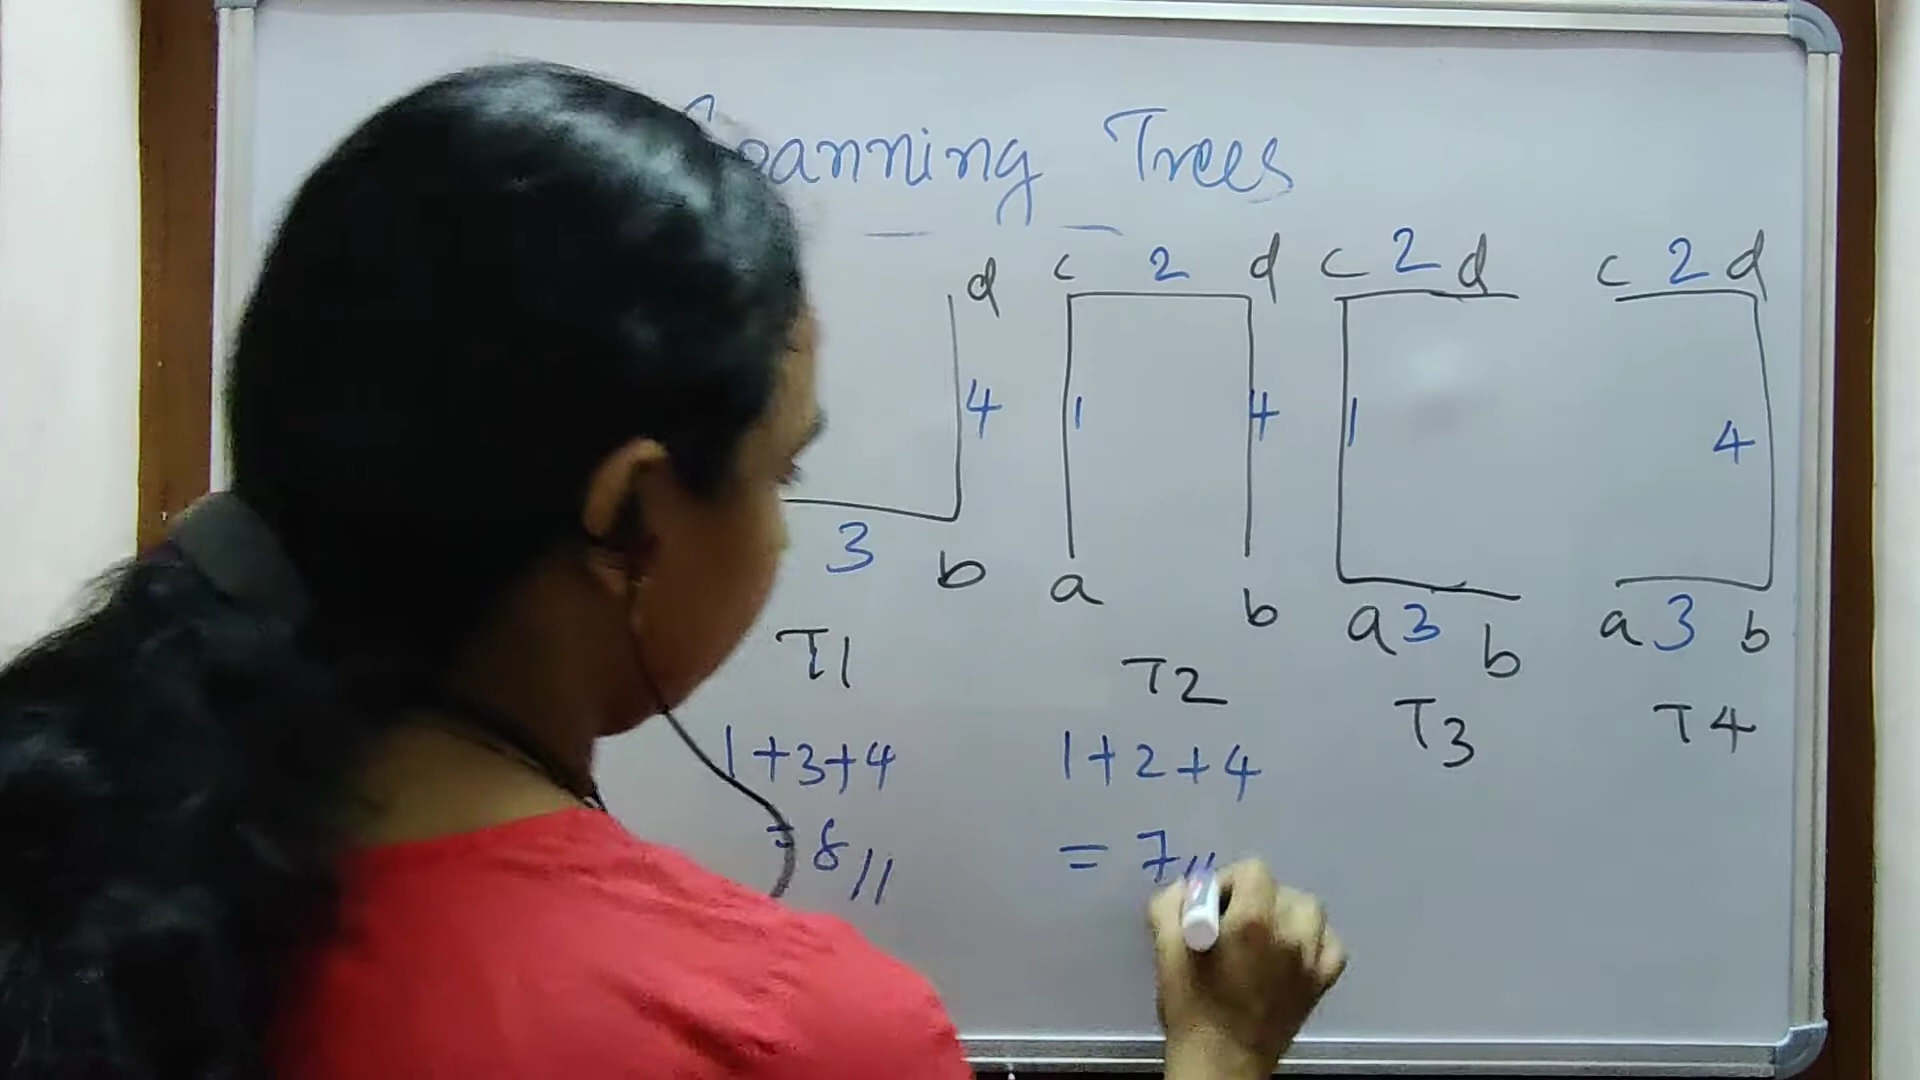 Spanning Trees
d c 2 d c 2 d c 2 d
4 1 4 1 4
3 b a b a 3 b a 3 b
T1 T2 T3 T4
1+3+4 1+2+4
= 8 // = 7 //